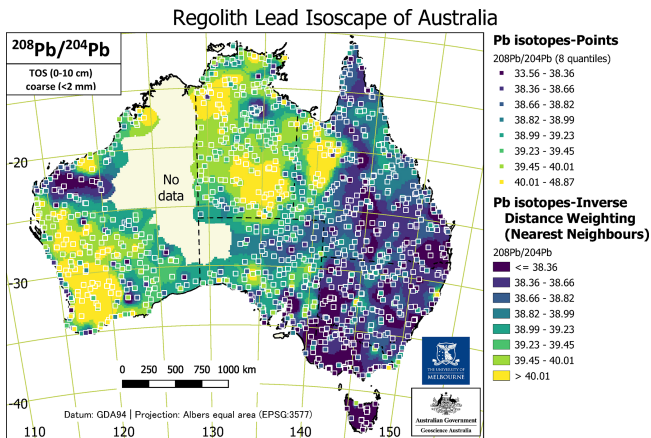 Regolith Lead Isoscape of Australia
208Pb/204Pb
TOS (0-10 cm)
coarse (<2 mm)
No
data
-20
-30
-40
110
120
130
140
150
0 250 500 750 1000 km
Datum: GDA94 | Projection: Albers equal area (EPSG:3577)
THE UNIVERSITY OF
MELBOURNE
Australian Government
Geoscience Australia
Pb isotopes-Points
208Pb/204Pb (8 quantiles)
33.56 - 38.36
38.36 - 38.66
38.66 - 38.82
38.82 - 38.99
38.99 - 39.23
39.23 - 39.45
39.45 - 40.01
40.01 - 48.87
Pb isotopes-Inverse
Distance Weighting
(Nearest Neighbours)
208Pb/204Pb
<= 38.36
38.36 - 38.66
38.66 - 38.82
38.82 - 38.99
38.99 - 39.23
39.23 - 39.45
39.45 - 40.01
> 40.01